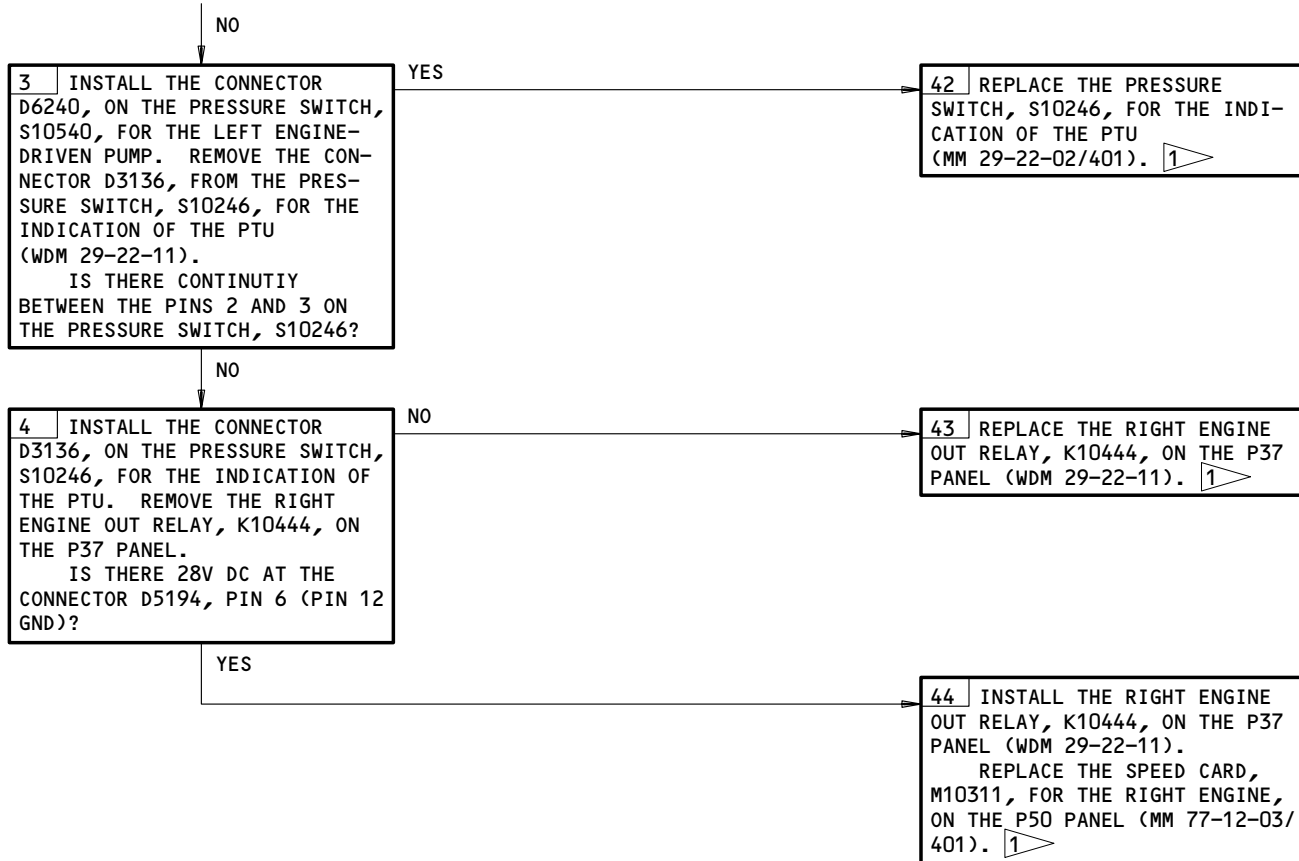 NO
3 INSTALL THE CONNECTOR
D6240, ON THE PRESSURE SWITCH,
S10540, FOR THE LEFT ENGINE-
DRIVEN PUMP. REMOVE THE CON-
NECTOR D3136, FROM THE PRES-
SURE SWITCH, S10246, FOR THE
INDICATION OF THE PTU
(WDM 29-22-11).
IS THERE CONTINUTIY
BETWEEN THE PINS 2 AND 3 ON
THE PRESSURE SWITCH, S10246?
YES
42 REPLACE THE PRESSURE
SWITCH, S10246, FOR THE INDI-
CATION OF THE PTU
(MM 29-22-02/401). 1
NO
4 INSTALL THE CONNECTOR
D3136, ON THE PRESSURE SWITCH,
S10246, FOR THE INDICATION OF
THE PTU. REMOVE THE RIGHT
ENGINE OUT RELAY, K10444, ON
THE P37 PANEL.
IS THERE 28V DC AT THE
CONNECTOR D5194, PIN 6 (PIN 12
GND)?
NO
43 REPLACE THE RIGHT ENGINE
OUT RELAY, K10444, ON THE P37
PANEL (WDM 29-22-11). 1
YES
44 INSTALL THE RIGHT ENGINE
OUT RELAY, K10444, ON THE P37
PANEL (WDM 29-22-11).
REPLACE THE SPEED CARD,
M10311, FOR THE RIGHT ENGINE,
ON THE P50 PANEL (MM 77-12-03/
401). 1